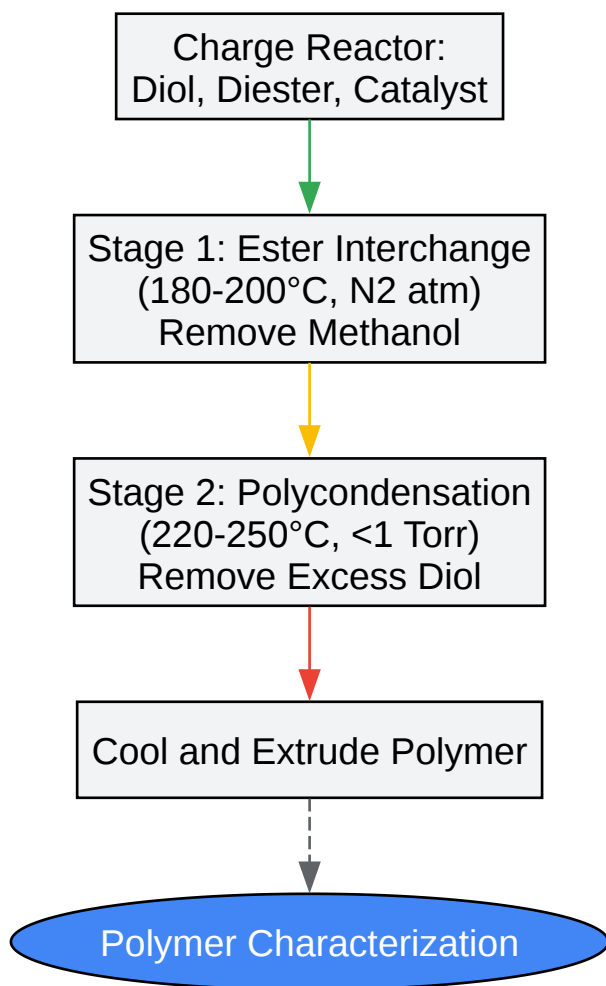 Charge Reactor:
Diol, Diester, Catalyst
Stage 1: Ester Interchange
(180-200°C, N2 atm)
Remove Methanol
Stage 2: Polycondensation
(220-250°C, <1 Torr)
Remove Excess Diol
Cool and Extrude Polymer
Polymer Characterization